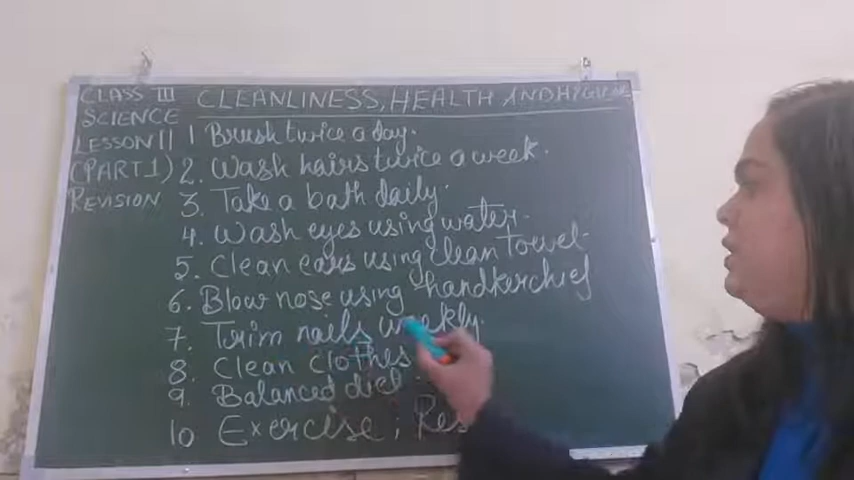 CLASS III
SCIENCE
LESSON 11
(PART 1)
REVISION
CLEANLINESS, HEALTH AND HYGIENE
1 Brush twice a day.
2. Wash hairs twice a week.
3. Take a bath daily.
4. Wash eyes using water.
5. Clean ears using clean Towel.
6. Blow nose using handkerchief
7. Trim nails weekly.
8. Clean clothes
9. Balanced diet.
10 Exercise,